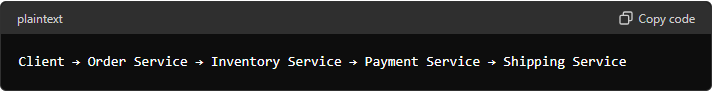 plaintext
Copy code
Client → Order Service → Inventory Service → Payment Service → Shipping Service